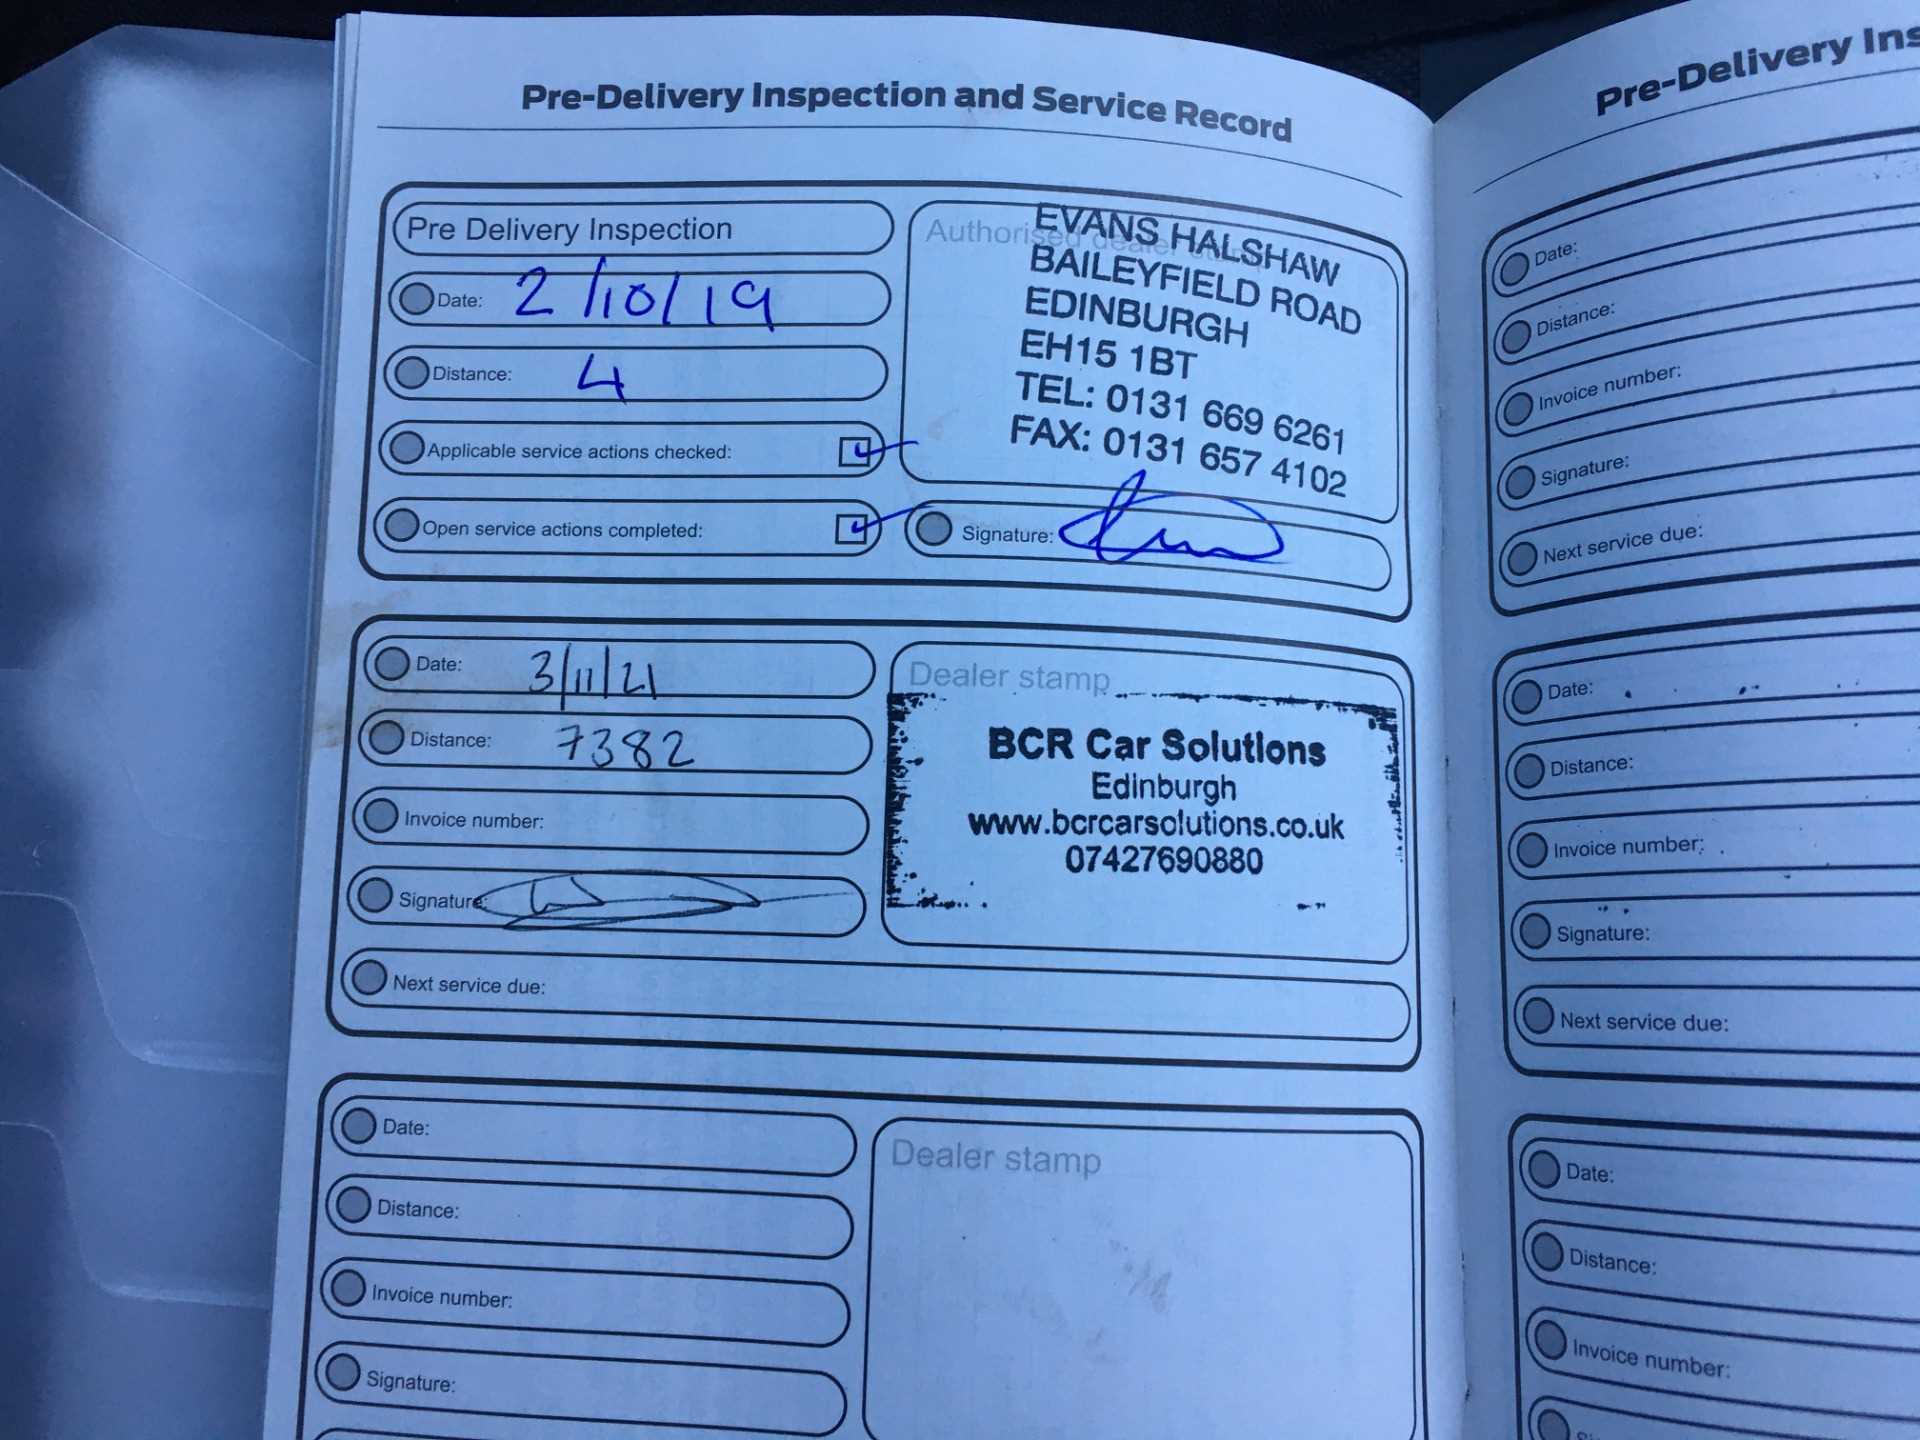 Pre-Delivery Inspection and Service Record
Pre Delivery Inspection
Date: 2/10/19
Distance: 4
Applicable service actions checked:
Open service actions completed:
Authorised dealer
EVANS HALSHAW
BAILEYFIELD ROAD
EDINBURGH
EH15 1BT
TEL: 0131 669 6261
FAX: 0131 657 4102
Signature:
Date: 3/11/21
Distance: 7382
Invoice number:
Signature:
Next service due:
Dealer stamp
BCR Car Solutions
Edinburgh
www.bcrcarsolutions.co.uk
07427690880
Date:
Distance:
Invoice number:
Signature:
Dealer stamp
Pre-Delivery Ins
Date:
Distance:
Invoice number:
Signature:
Next service due:
Date:
Distance:
Invoice number:
Signature:
Next service due:
Date:
Distance:
Invoice number: